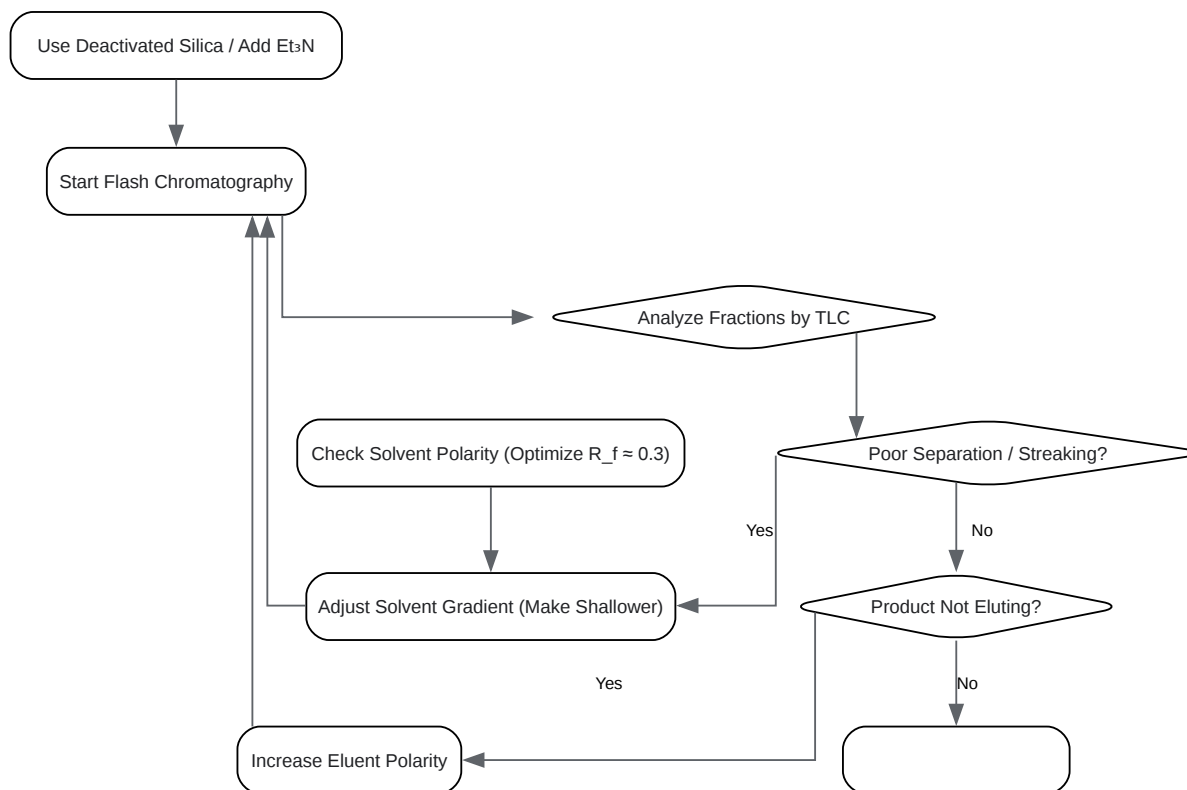 Use Deactivated Silica / Add Et₃N
Start Flash Chromatography
Analyze Fractions by TLC
Check Solvent Polarity (Optimize R_f ≈ 0.3)
Poor Separation / Streaking?
Yes
No
Adjust Solvent Gradient (Make Shallower)
Product Not Eluting?
Yes
No
Increase Eluent Polarity